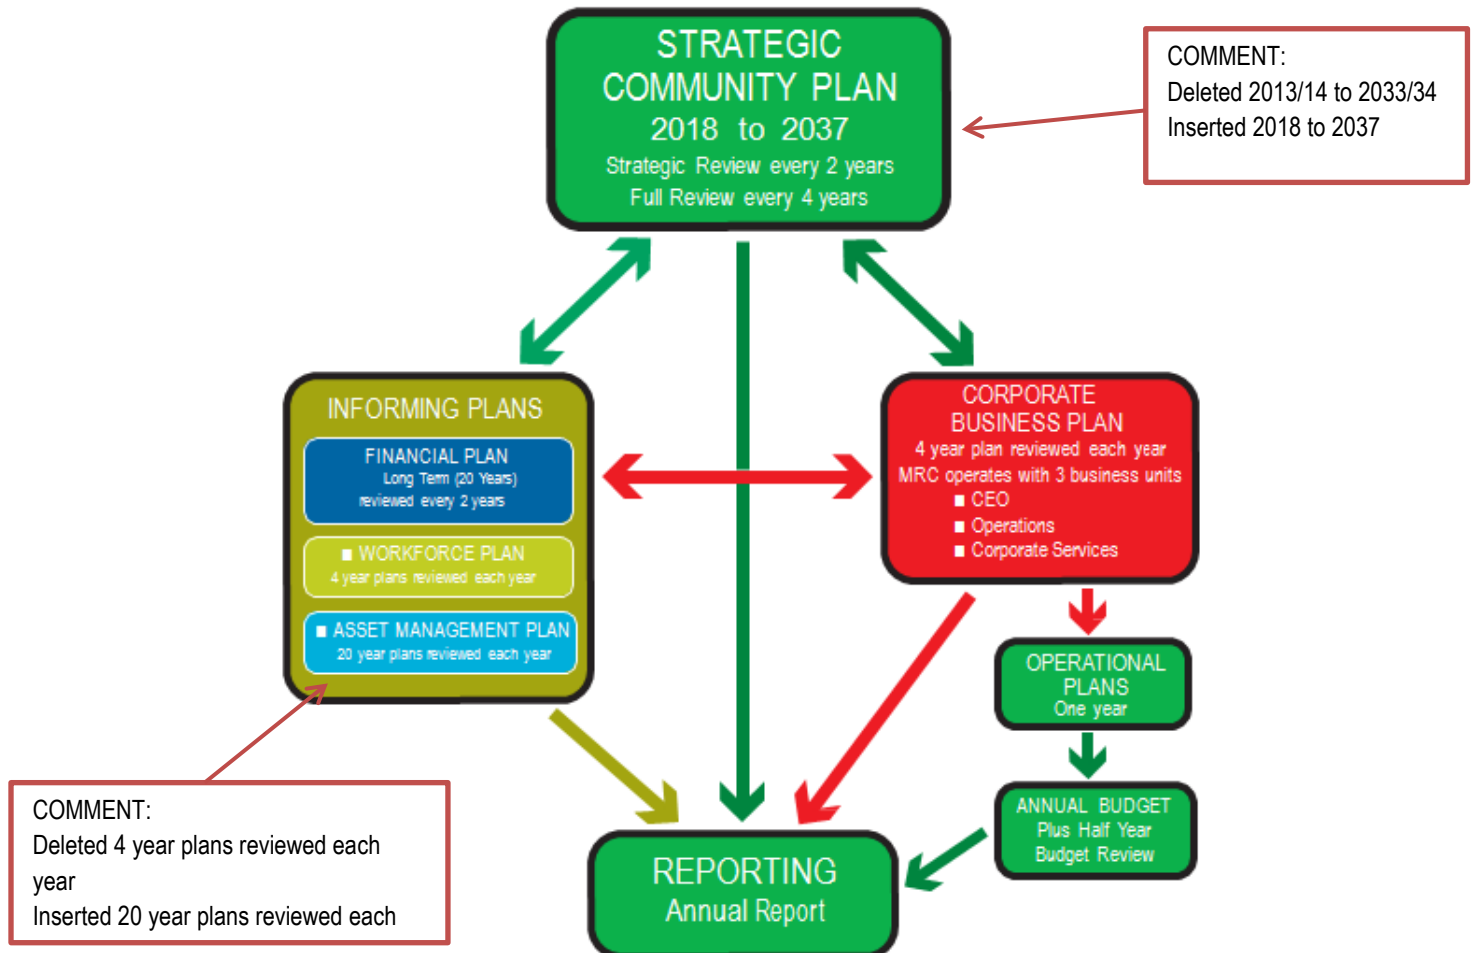 STRATEGIC
COMMUNITY PLAN
2018 to 2037
Strategic Review every 2 years
Full Review every 4 years
COMMENT:
Deleted 2013/14 to 2033/34
Inserted 2018 to 2037
INFORMING PLANS
FINANCIAL PLAN
Long Term (20 Years)
reviewed every 2 years
■ WORKFORCE PLAN
4 year plans reviewed each year
■ ASSET MANAGEMENT PLAN
20 year plans reviewed each year
CORPORATE
BUSINESS PLAN
4 year plan reviewed each year
MRC operates with 3 business units
■ CEO
■ Operations
■ Corporate Services
OPERATIONAL
PLANS
One year
ANNUAL BUDGET
Plus Half Year
Budget Review
COMMENT:
Deleted 4 year plans reviewed each
year
Inserted 20 year plans reviewed each
REPORTING
Annual Report